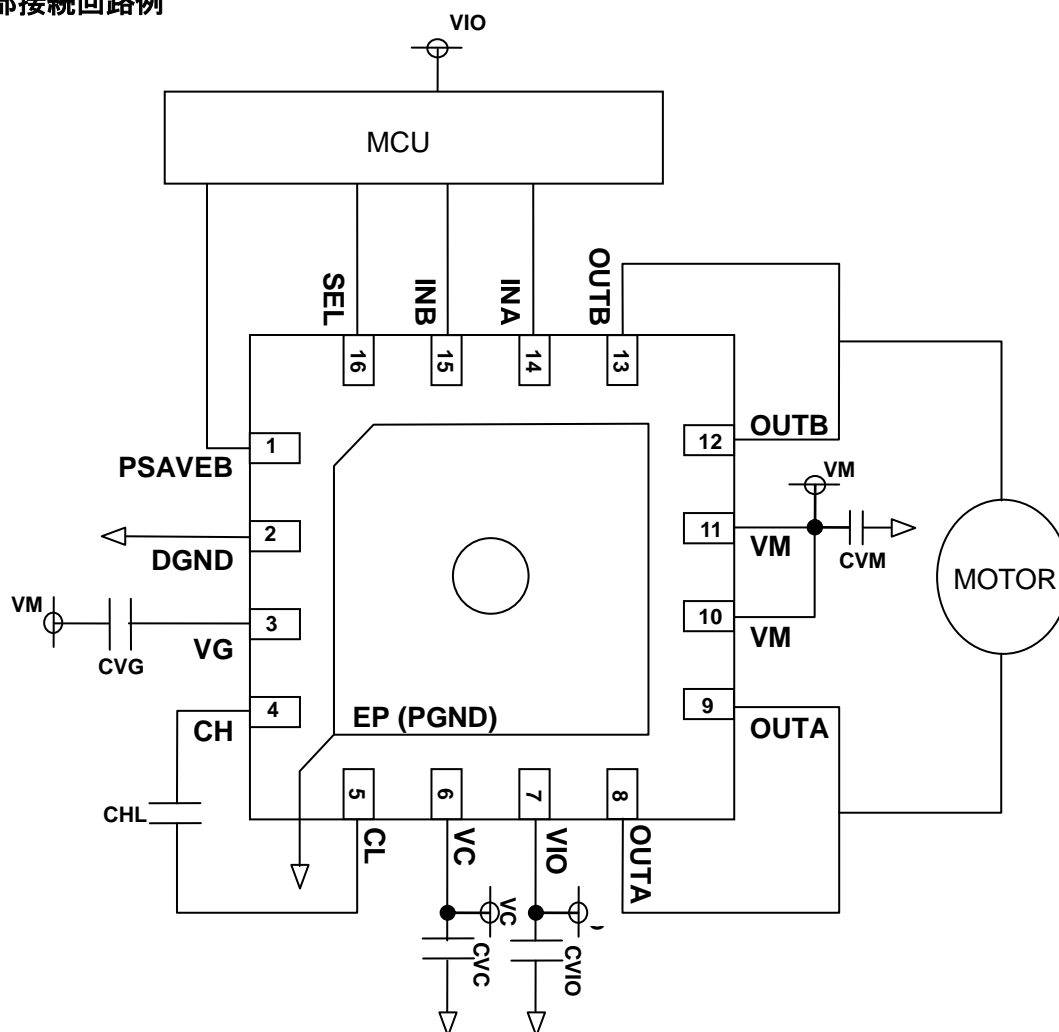 部接続回路例
VIO
MCU
SEL
INB
INA
OUTB
16
15
14
13
1
PSAVEB
12
OUTB
2
DGND
VM
11
VM
CVM
MOTOR
VM
CVG
3
VG
10
VM
4
CH
EP (PGND)
9
OUTA
CHL
5
6
7
8
CL
VC
VIO
OUTA
VC
CVC
CVIO